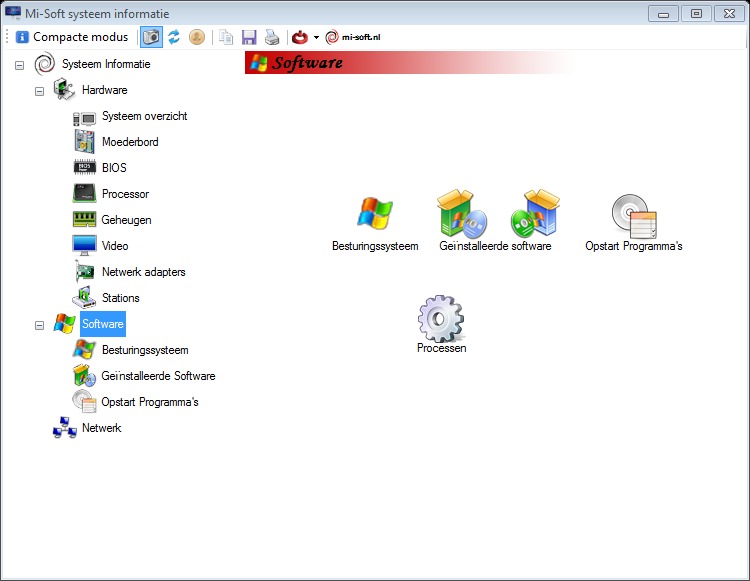 Mi-Soft systeem informatie
Compacte modus
mi-soft.nl
Systeem Informatie
Hardware
Systeem overzicht
Moederbord
BIOS
BIOS
Processor
Geheugen
Video
Netwerk adapters
Stations
Software
Besturingssysteem
Geïnstalleerde Software
Opstart Programma's
Netwerk
Software
Besturingssysteem
Geïnstalleerde software
Opstart Programma's
Processen